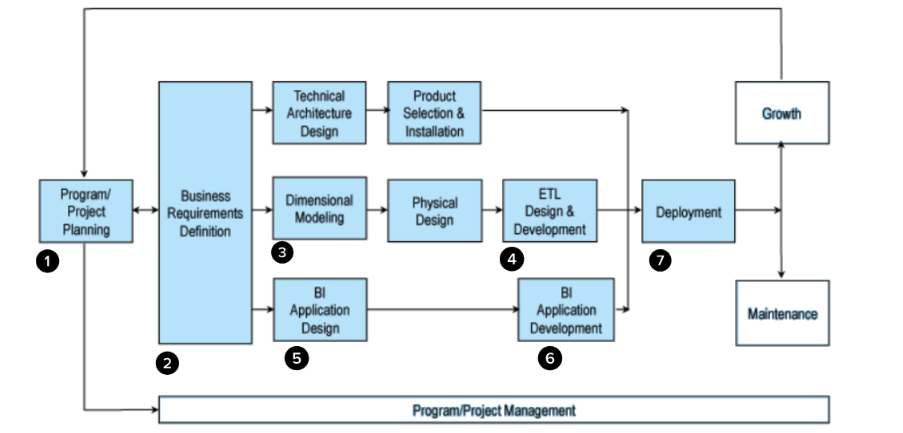 Technical
Architecture
Design
Product
Selection &
Installation
Growth
Program/
Project
Planning
1
Business
Requirements
Definition
2
Dimensional
Modeling
3
Physical
Design
ETL
Design &
Development
4
Deployment
7
BI
Application
Design
5
BI
Application
Development
6
Maintenance
Program/Project Management